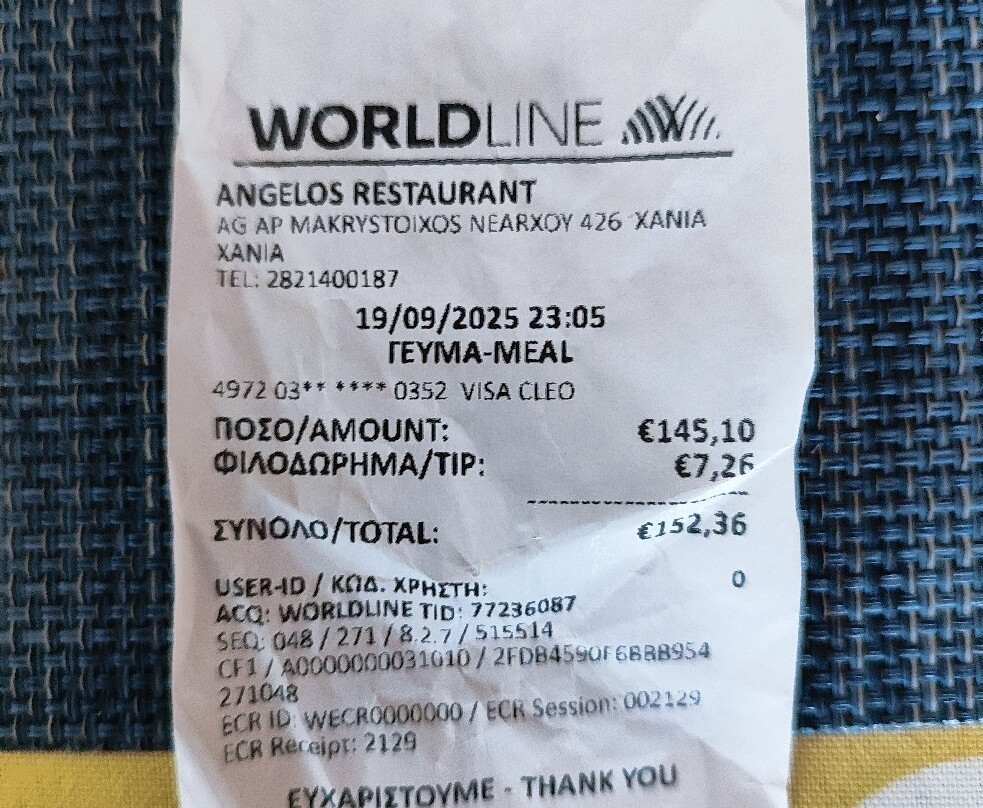 WORLDLINE
ANGELOS RESTAURANT
AG AP MAKRYSTOIXOS NEARXOY 426 XANIA
XANIA
TEL: 2821400187
19/09/2025 23:05
ΓΕΥΜΑ-MEAL
4972 03** **** 0352 VISA CLEO
ΠΟΣΟ/AMOUNT: €145,10
ΦΙΛΟΔΩΡΗΜΑ/TIP: €7,26
ΣΥΝΟΛΟ/TOTAL: €152,36
USER-ID / ΚΩΔ. ΧΡΗΣΤΗ: 0
ACQ: WORLDLINE TID: 77236087
SEQ: 048 / 271 / 8.2.7 / 515514
CF1 / A0000000031010 / 2FDB4590F6BBB954
271048
ECR ID: WECR0000000 / ECR Session: 002129
ECR Receipt: 2129
ΕΥΧΑΡΙΣΤΟΥΜΕ - THANK YOU